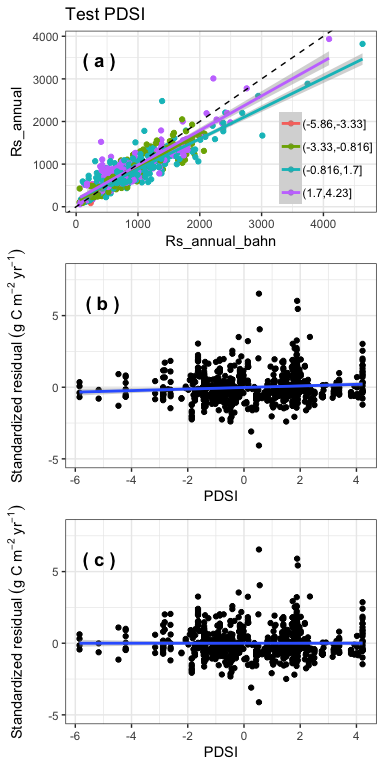 Test PDSI
Rs_annual
4000
3000
2000
1000
0
( a )
(-5.86,-3.33]
(-3.33,-0.816]
(-0.816,1.7]
(1.7,4.23]
0 1000 2000 3000 4000
Rs_annual_bahn
Standardized residual (g C m⁻² yr⁻¹)
5
0
-5
( b )
-6 -4 -2 0 2 4
PDSI
Standardized residual (g C m⁻² yr⁻¹)
5
0
-5
( c )
-6 -4 -2 0 2 4
PDSI